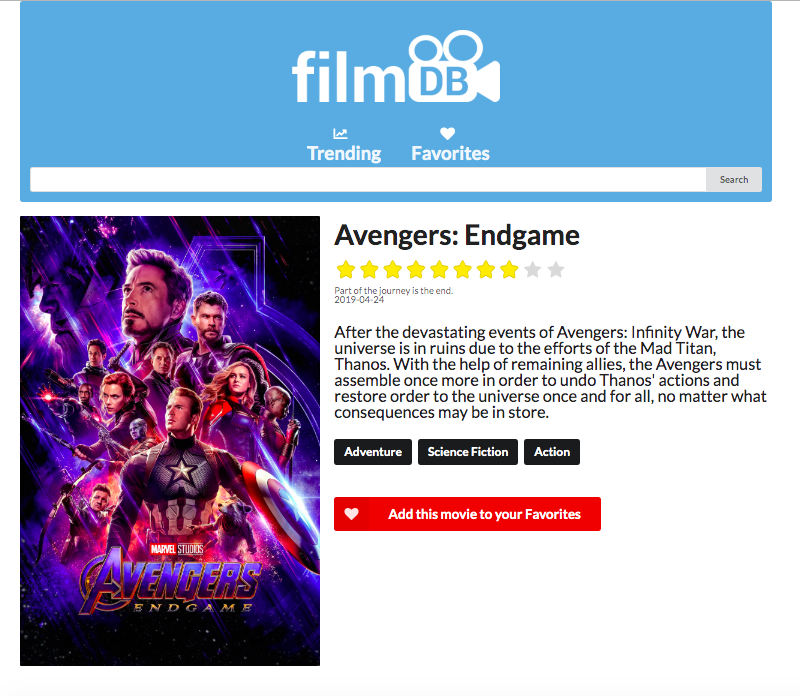 film DB
Trending
Favorites
Search
Avengers: Endgame
Part of the journey is the end.
2019-04-24
After the devastating events of Avengers: Infinity War, the
universe is in ruins due to the efforts of the Mad Titan,
Thanos. With the help of remaining allies, the Avengers must
assemble once more in order to undo Thanos' actions and
restore order to the universe once and for all, no matter what
consequences may be in store.
Adventure
Science Fiction
Action
Add this movie to your Favorites
MARVEL STUDIOS
AVENGERS
ENDGAME